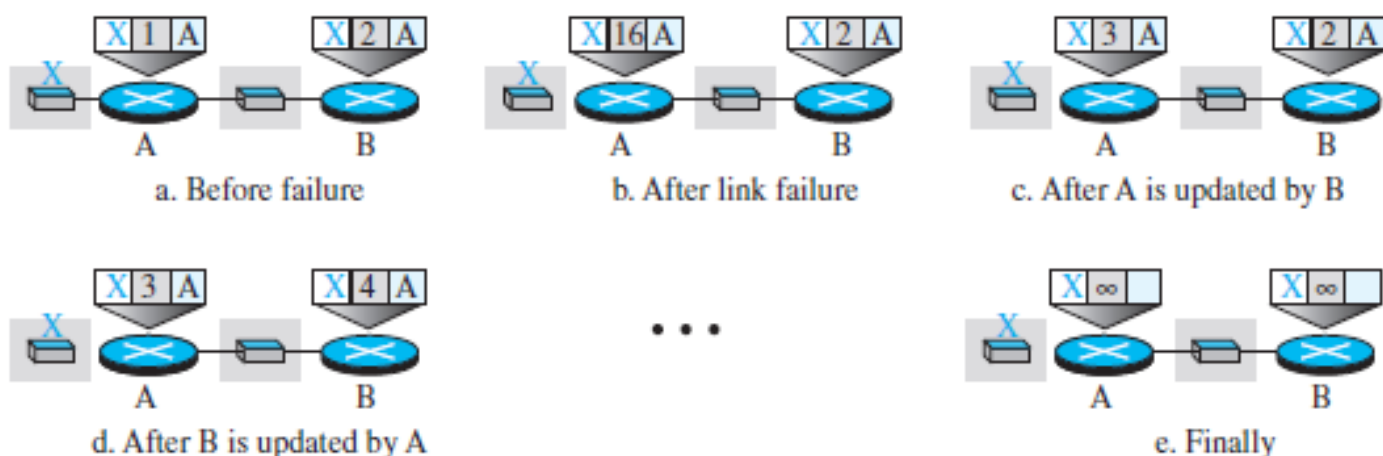 X 1 A X 2 A
X
A B
a. Before failure
X 16 A X 2 A
X
A B
b. After link failure
X 3 A X 2 A
X
A B
c. After A is updated by B
X 3 A X 4 A
X
A B
d. After B is updated by A
• • •
X ∞ X ∞
X
A B
e. Finally